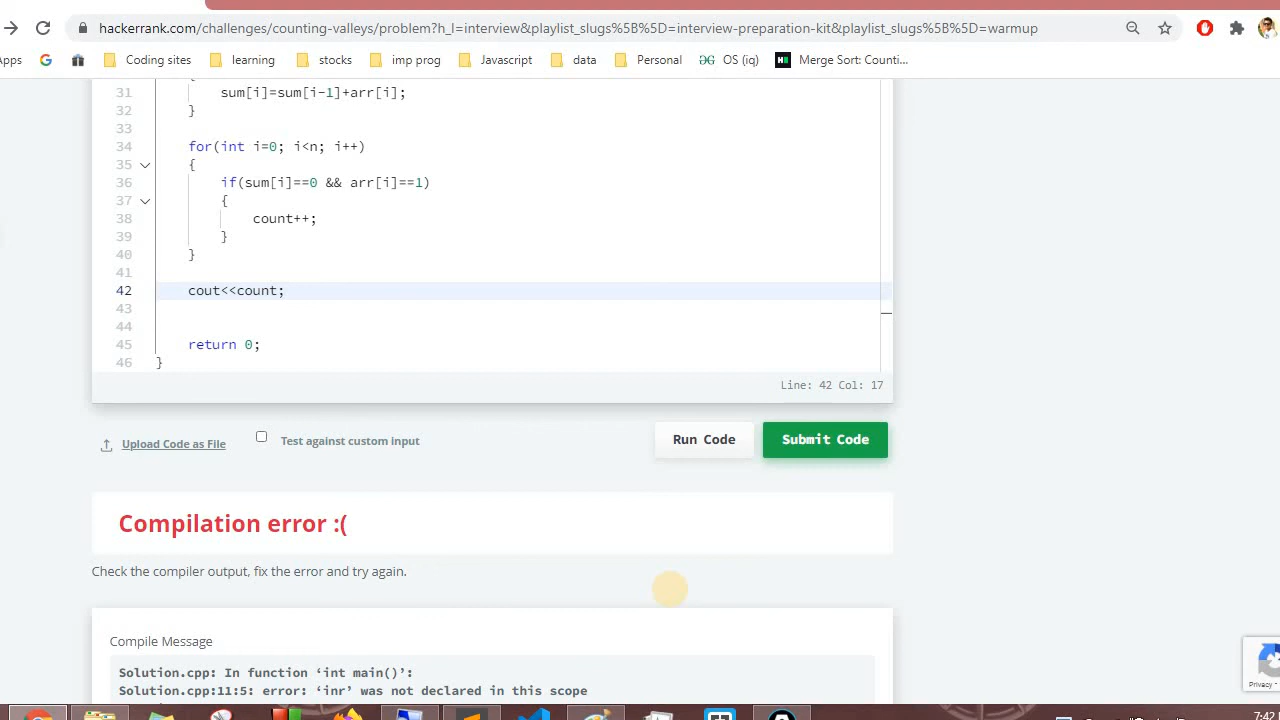 hackerrank.com/challenges/counting-valleys/problem?h_l=interview&playlist_slugs%5B%5D=interview-preparation-kit&playlist_slugs%5B%5D=warmup
Apps G Coding sites learning stocks imp prog Javascript data Personal OS (iq) Merge Sort: Counti...
{
31 sum[i]=sum[i-1]+arr[i];
32 }
33
34 for(int i=0; i<n; i++)
35 {
36 if(sum[i]==0 && arr[i]==1)
37 {
38 count++;
39 }
40 }
41
42 cout<<count;
43
44
45 return 0;
46 }
Line: 42 Col: 17
Upload Code as File Test against custom input Run Code Submit Code
Compilation error :(
Check the compiler output, fix the error and try again.
Compile Message
Solution.cpp: In function ‘int main()’:
Solution.cpp:11:5: error: ‘inr’ was not declared in this scope
Privacy -
7:42